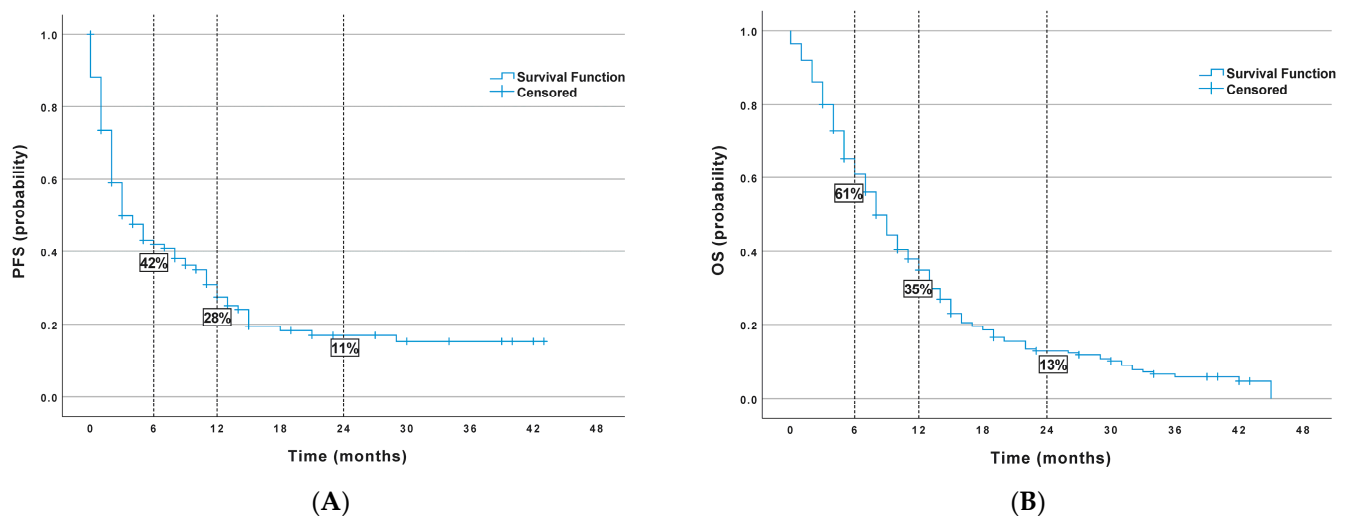 1.0
0.8
0.6
0.4
0.2
0.0
PFS (probability)
Survival Function
Censored
42%
28%
11%
0 6 12 18 24 30 36 42 48
Time (months)
(A)
1.0
0.8
0.6
0.4
0.2
0.0
OS (probability)
Survival Function
Censored
61%
35%
13%
0 6 12 18 24 30 36 42 48
Time (months)
(B)